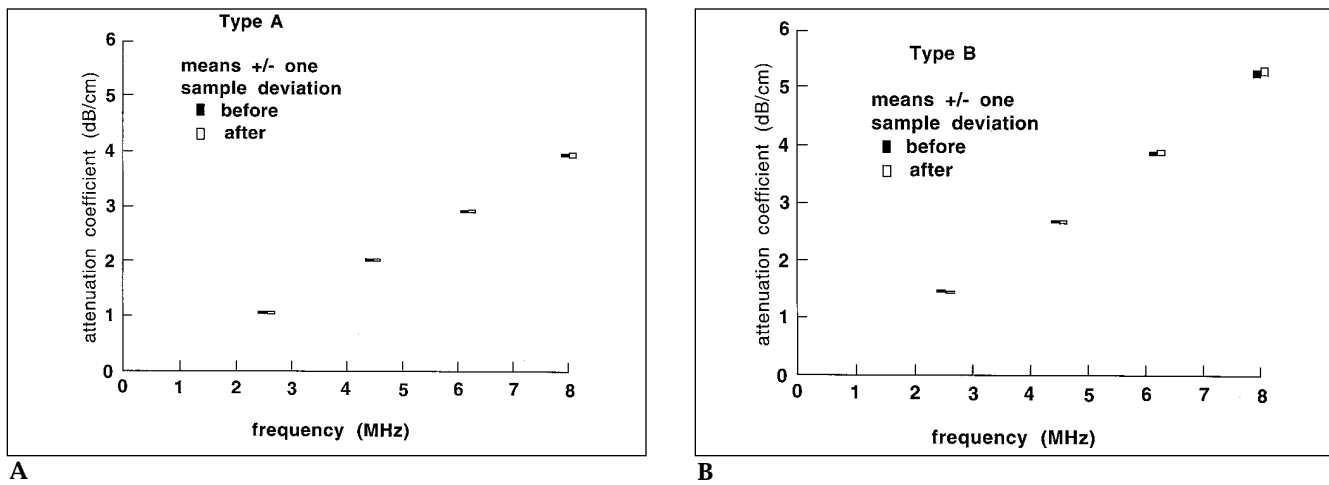 Type A
means +/- one
sample deviation
before
after
attenuation coefficient (dB/cm)
6
5
4
3
2
1
0
0 1 2 3 4 5 6 7 8
frequency (MHz)
A
Type B
means +/- one
sample deviation
before
after
attenuation coefficient (dB/cm)
6
5
4
3
2
1
0
0 1 2 3 4 5 6 7 8
frequency (MHz)
B